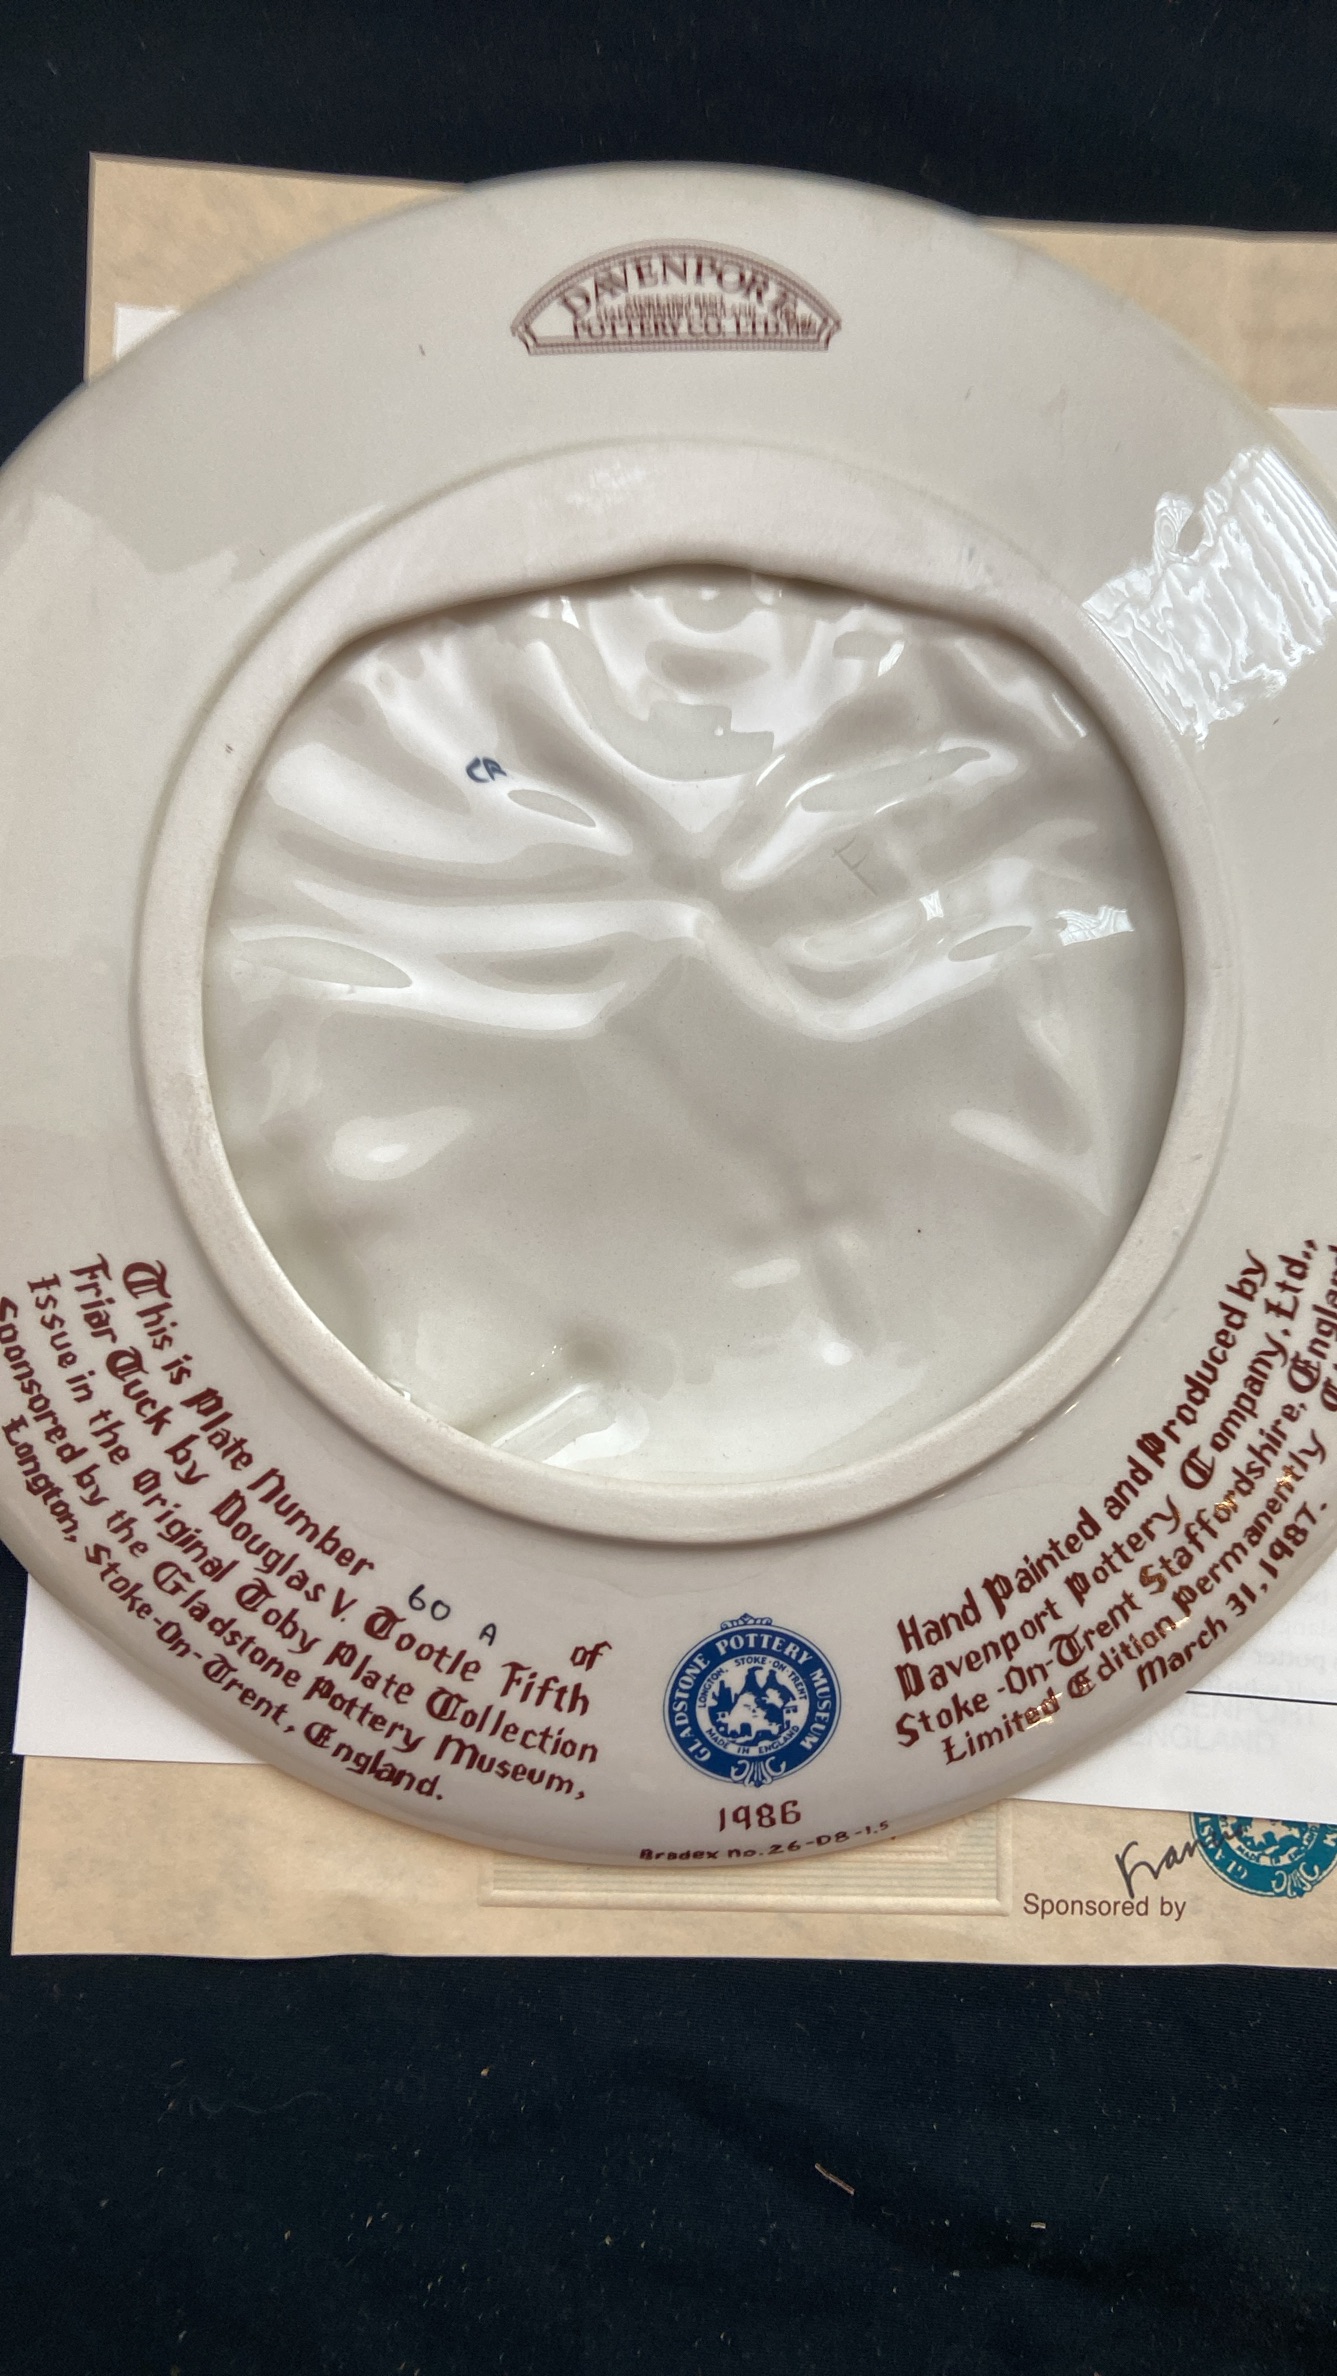 DAVENPORT
POTTERY CO. LTD.
CR
This is Plate Number 60 A of
Friar Tuck by Douglas V. Tootle Fifth
Issue in the Original Toby Plate Collection
Sponsored by the Gladstone Pottery Museum,
Longton, Stoke-On-Trent, England.
GLADSTONE POTTERY MUSEUM
LONGTON, STOKE-ON-TRENT
MADE IN ENGLAND
1986
Bradex no. 26-D8-1.5
Hand Painted and Produced by
Davenport Pottery Company, Ltd.,
Stoke-On-Trent Staffordshire, England
Limited Edition Permanently
March 31, 1987.
Sponsored by